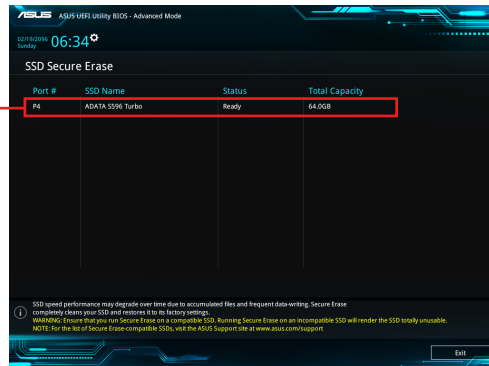 ASUS ASUS UEFI Utility BIOS - Advanced Mode
02/19/2096
Sunday
06:34
SSD Secure Erase
Port # SSD Name Status Total Capacity
P4 ADATA S596 Turbo Ready 64.0GB
SSD speed performance may degrade over time due to accumulated files and frequent data-writing. Secure Erase
completely cleans your SSD and restores it to its factory settings.
WARNING: Ensure that you run Secure Erase on a compatible SSD. Running Secure Erase on an incompatible SSD will render the SSD totally unusable.
NOTE: For the list of Secure Erase-compatible SSDs, visit the ASUS Support site at www.asus.com/support
Exit